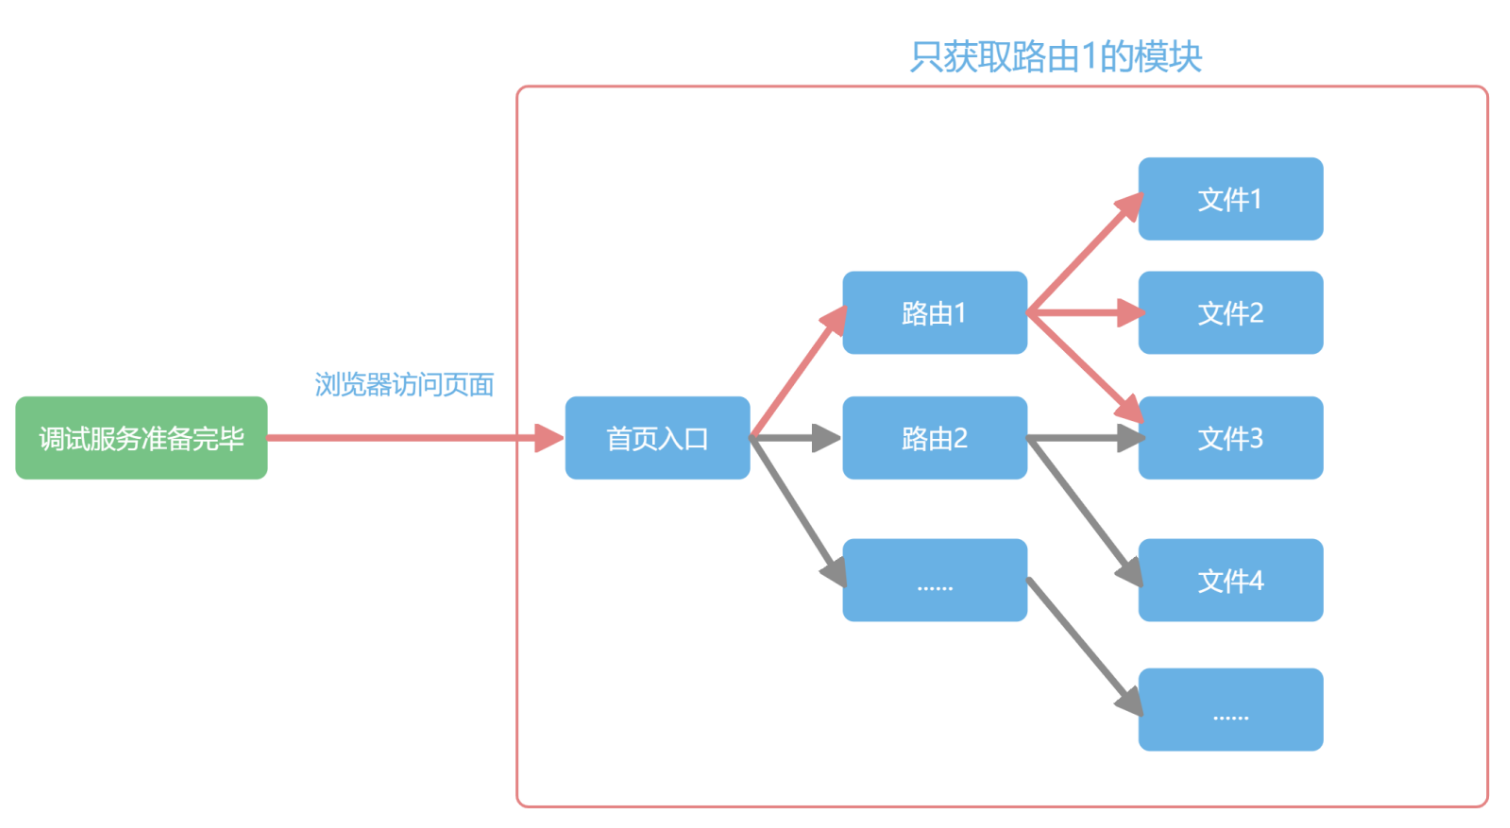 只获取路由1的模块
文件1
路由1
文件2
浏览器访问页面
调试服务准备完毕
首页入口
路由2
文件3
......
文件4
......